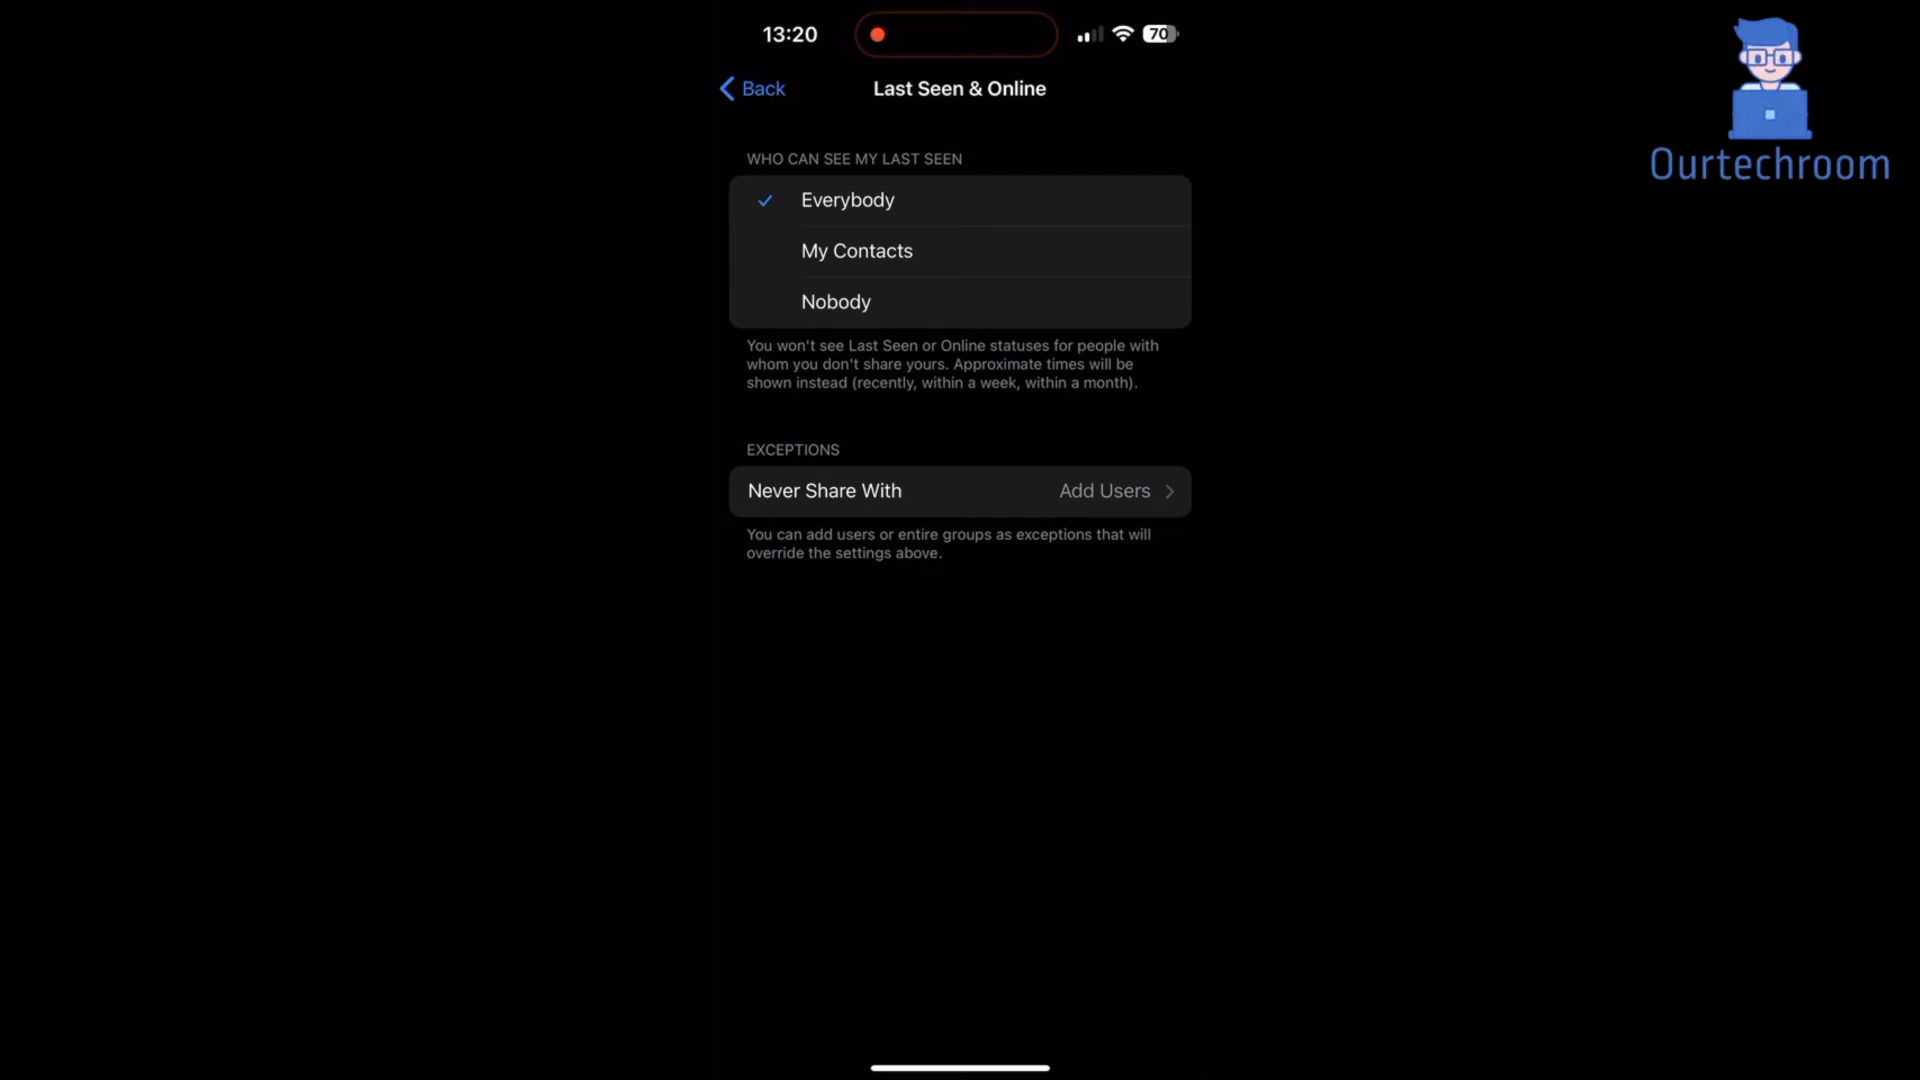 13:20
70
Back
Last Seen & Online
Ourtechroom
WHO CAN SEE MY LAST SEEN
Everybody
My Contacts
Nobody
You won't see Last Seen or Online statuses for people with
whom you don't share yours. Approximate times will be
shown instead (recently, within a week, within a month).
EXCEPTIONS
Never Share With
Add Users
You can add users or entire groups as exceptions that will
override the settings above.